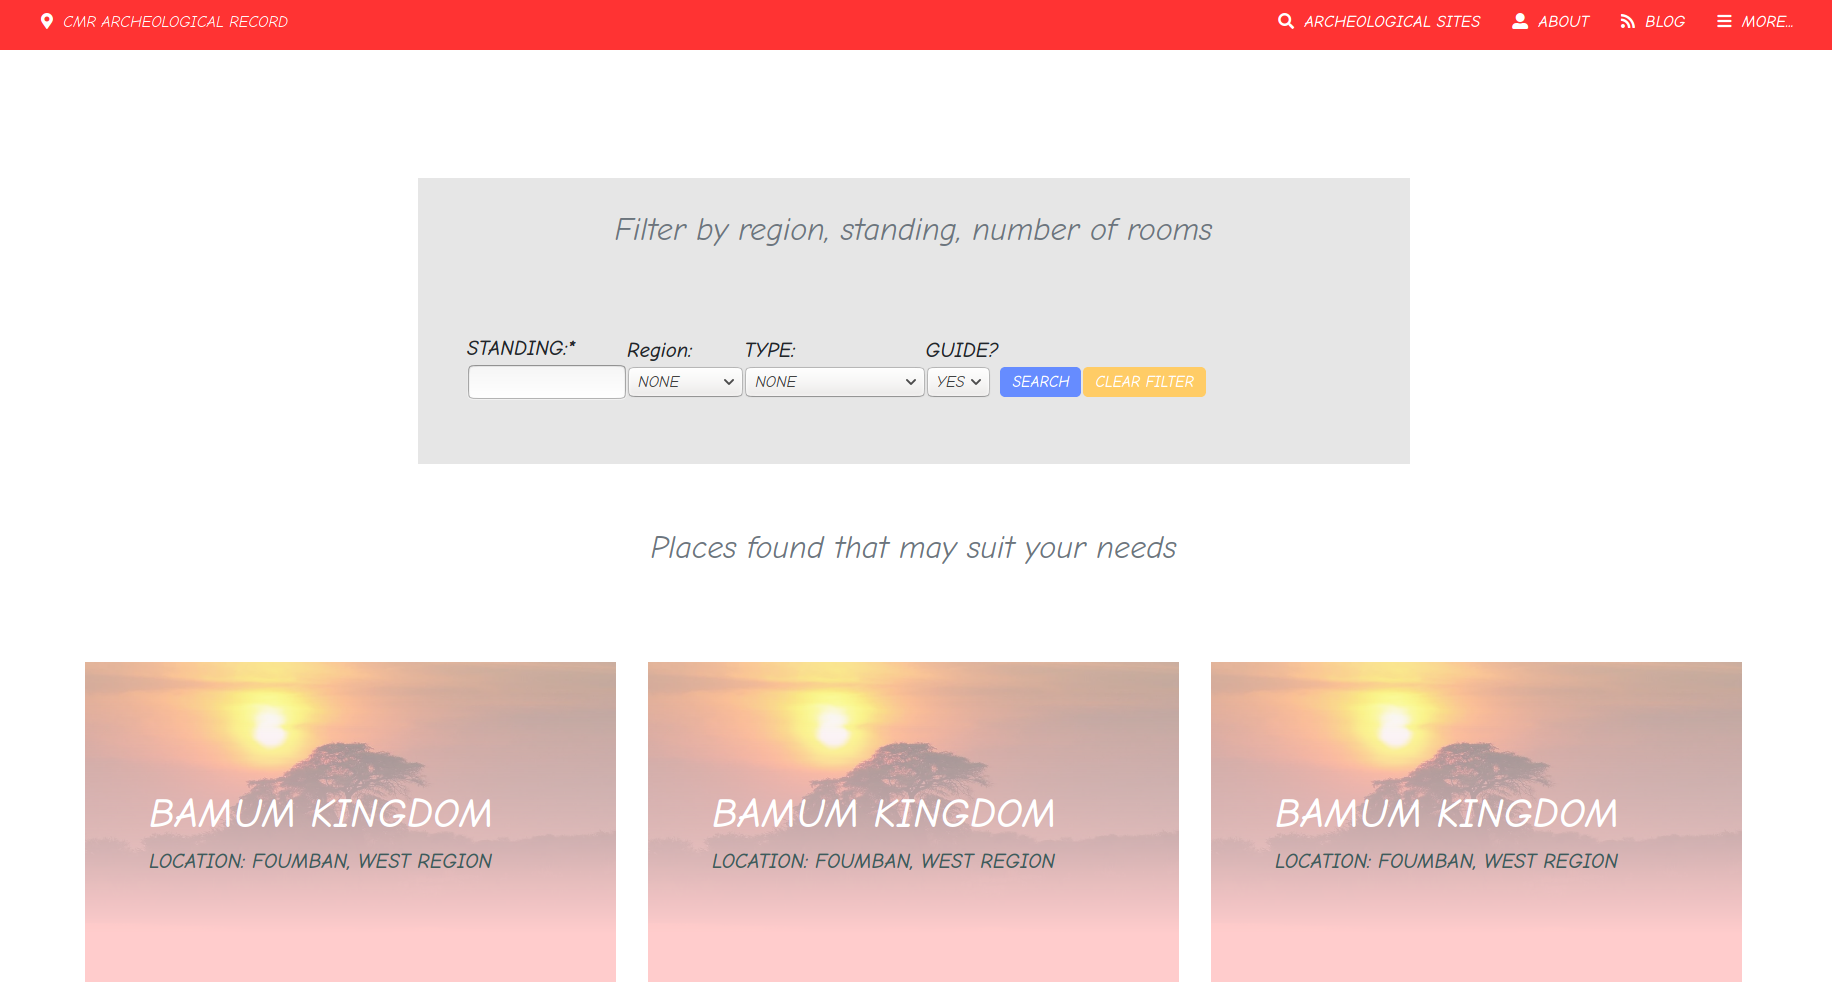 CMR ARCHEOLOGICAL RECORD ARCHEOLOGICAL SITES ABOUT BLOG MORE...
Filter by region, standing, number of rooms
STANDING:* Region: TYPE: GUIDE?
NONE NONE YES SEARCH CLEAR FILTER
Places found that may suit your needs
BAMUM KINGDOM BAMUM KINGDOM BAMUM KINGDOM
LOCATION: FOUMBAN, WEST REGION LOCATION: FOUMBAN, WEST REGION LOCATION: FOUMBAN, WEST REGION